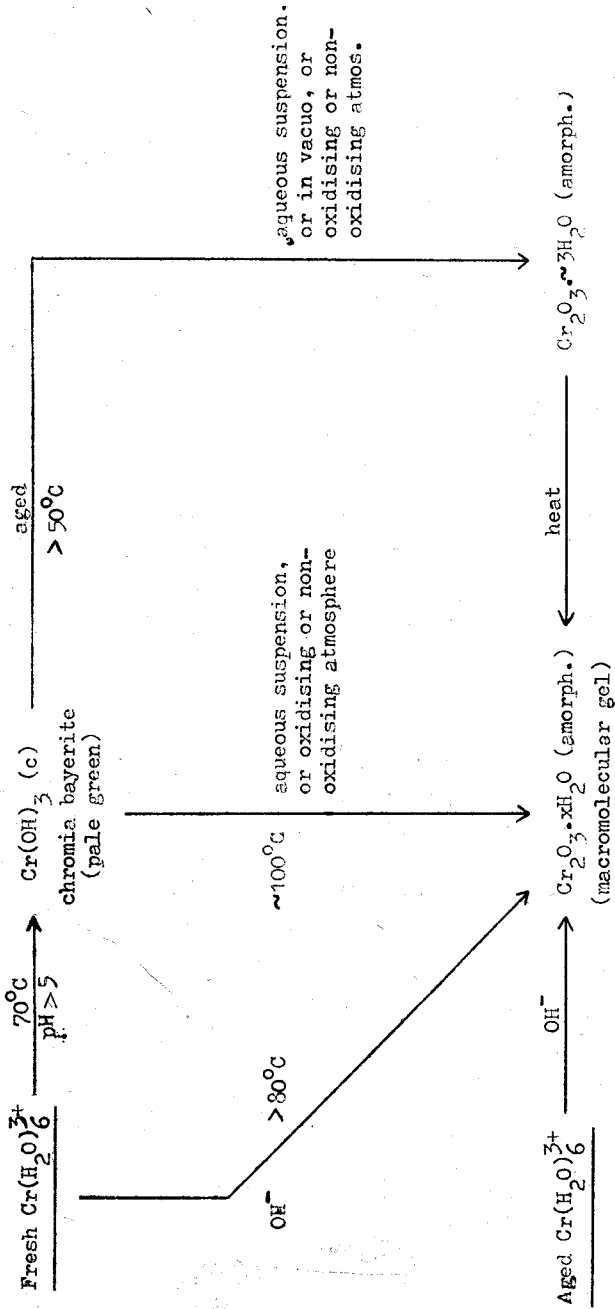 Fresh Cr(H2O)6^3+
70°C
pH > 5
Cr(OH)3 (c)
chromia bayerite
(pale green)
aged
> 50°C
aqueous suspension.
or in vacuo, or
oxidising or non-
oxidising atmos.
OH^-
> 80°C
~100°C
aqueous suspension,
or oxidising or non-
oxidising atmosphere
Aged Cr(H2O)6^3+
OH^-
Cr2O3.xH2O (amorph.)
(macromolecular gel)
heat
Cr2O3.~3H2O (amorph.)